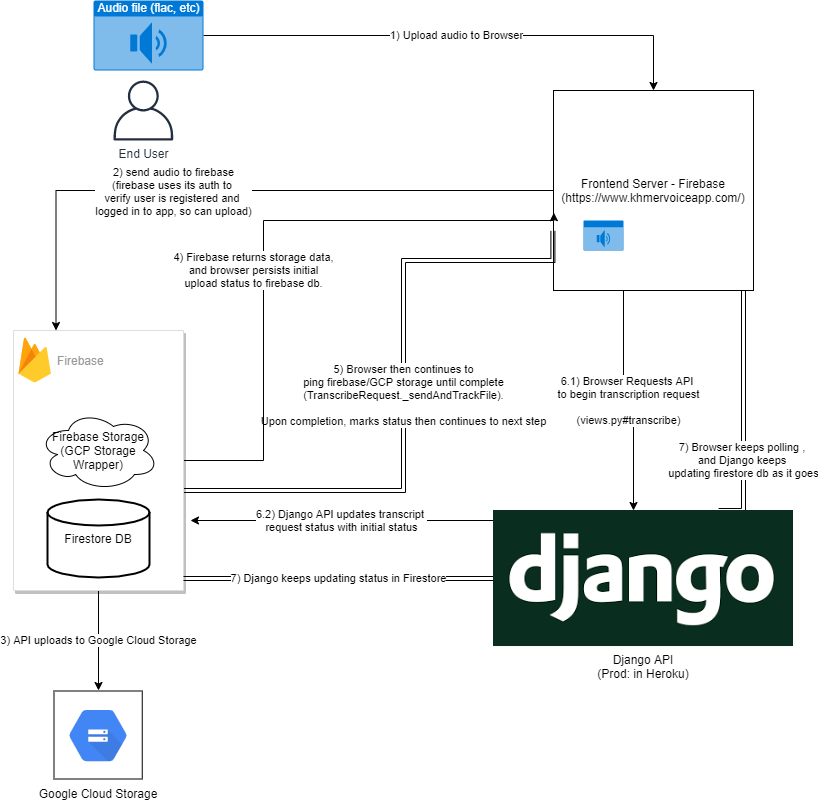 Audio file (flac, etc)
1) Upload audio to Browser
End User
2) send audio to firebase
(firebase uses its auth to
verify user is registered and
logged in to app, so can upload)
Frontend Server - Firebase
(https://www.khmervoiceapp.com/)
4) Firebase returns storage data,
and browser persists initial
upload status to firebase db.
Firebase
5) Browser then continues to
ping firebase/GCP storage until complete
(TranscribeRequest._sendAndTrackFile).
Upon completion, marks status then continues to next step
6.1) Browser Requests API
to begin transcription request
(views.py#transcribe)
7) Browser keeps polling ,
and Django keeps
updating firestore db as it goes
Firebase Storage
(GCP Storage
Wrapper)
Firestore DB
6.2) Django API updates transcript
request status with initial status
7) Django keeps updating status in Firestore
django
Django API
(Prod: in Heroku)
3) API uploads to Google Cloud Storage
Google Cloud Storage